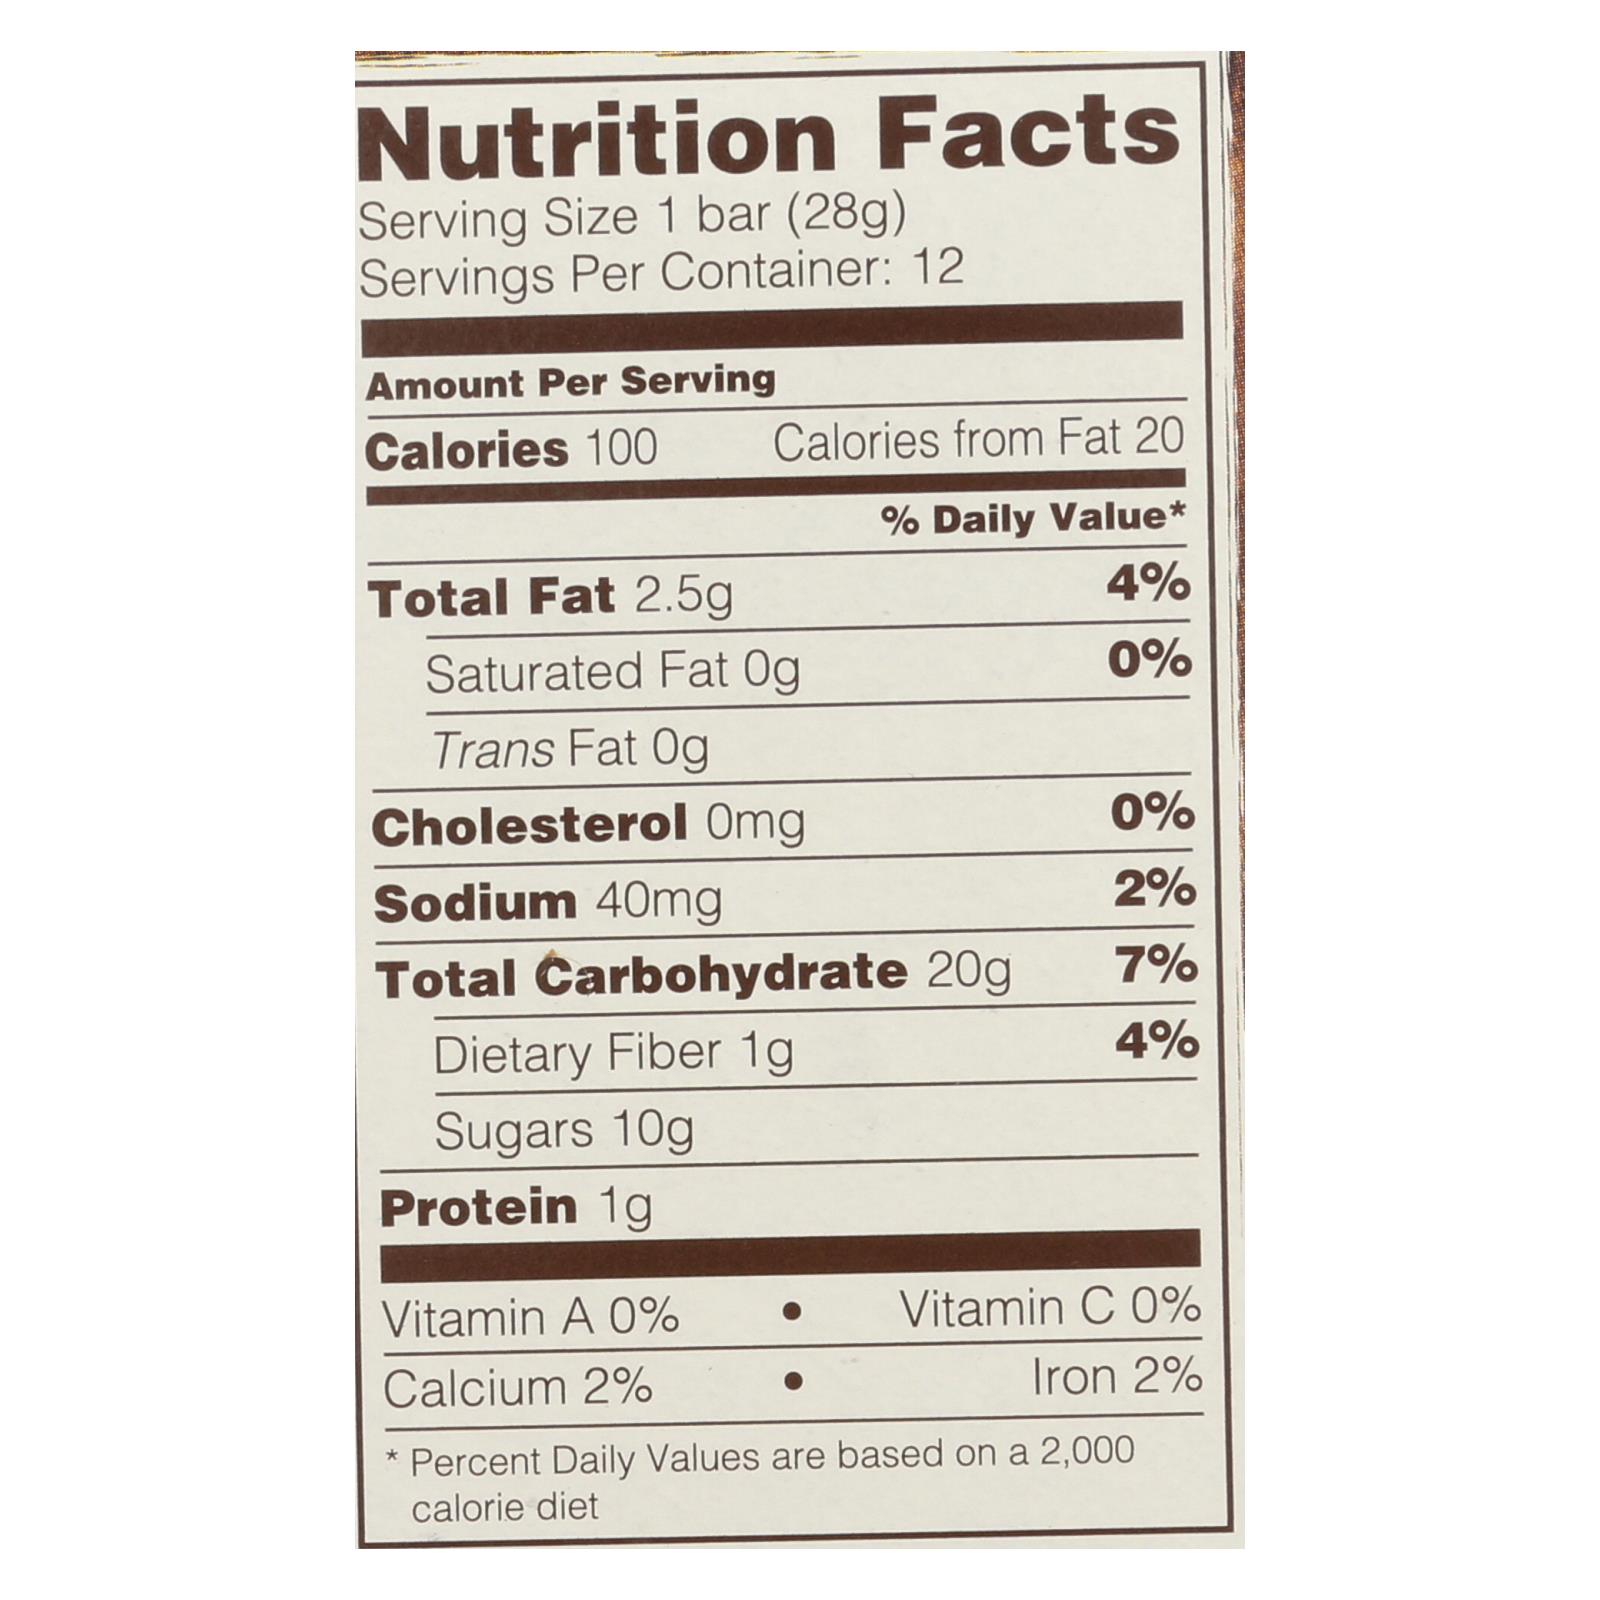 Nutrition Facts
Serving Size 1 bar (28g)
Servings Per Container: 12
Amount Per Serving
Calories 100 Calories from Fat 20
% Daily Value*
Total Fat 2.5g 4%
Saturated Fat 0g 0%
Trans Fat 0g
Cholesterol 0mg 0%
Sodium 40mg 2%
Total Carbohydrate 20g 7%
Dietary Fiber 1g 4%
Sugars 10g
Protein 1g
Vitamin A 0% • Vitamin C 0%
Calcium 2% • Iron 2%
* Percent Daily Values are based on a 2,000
calorie diet